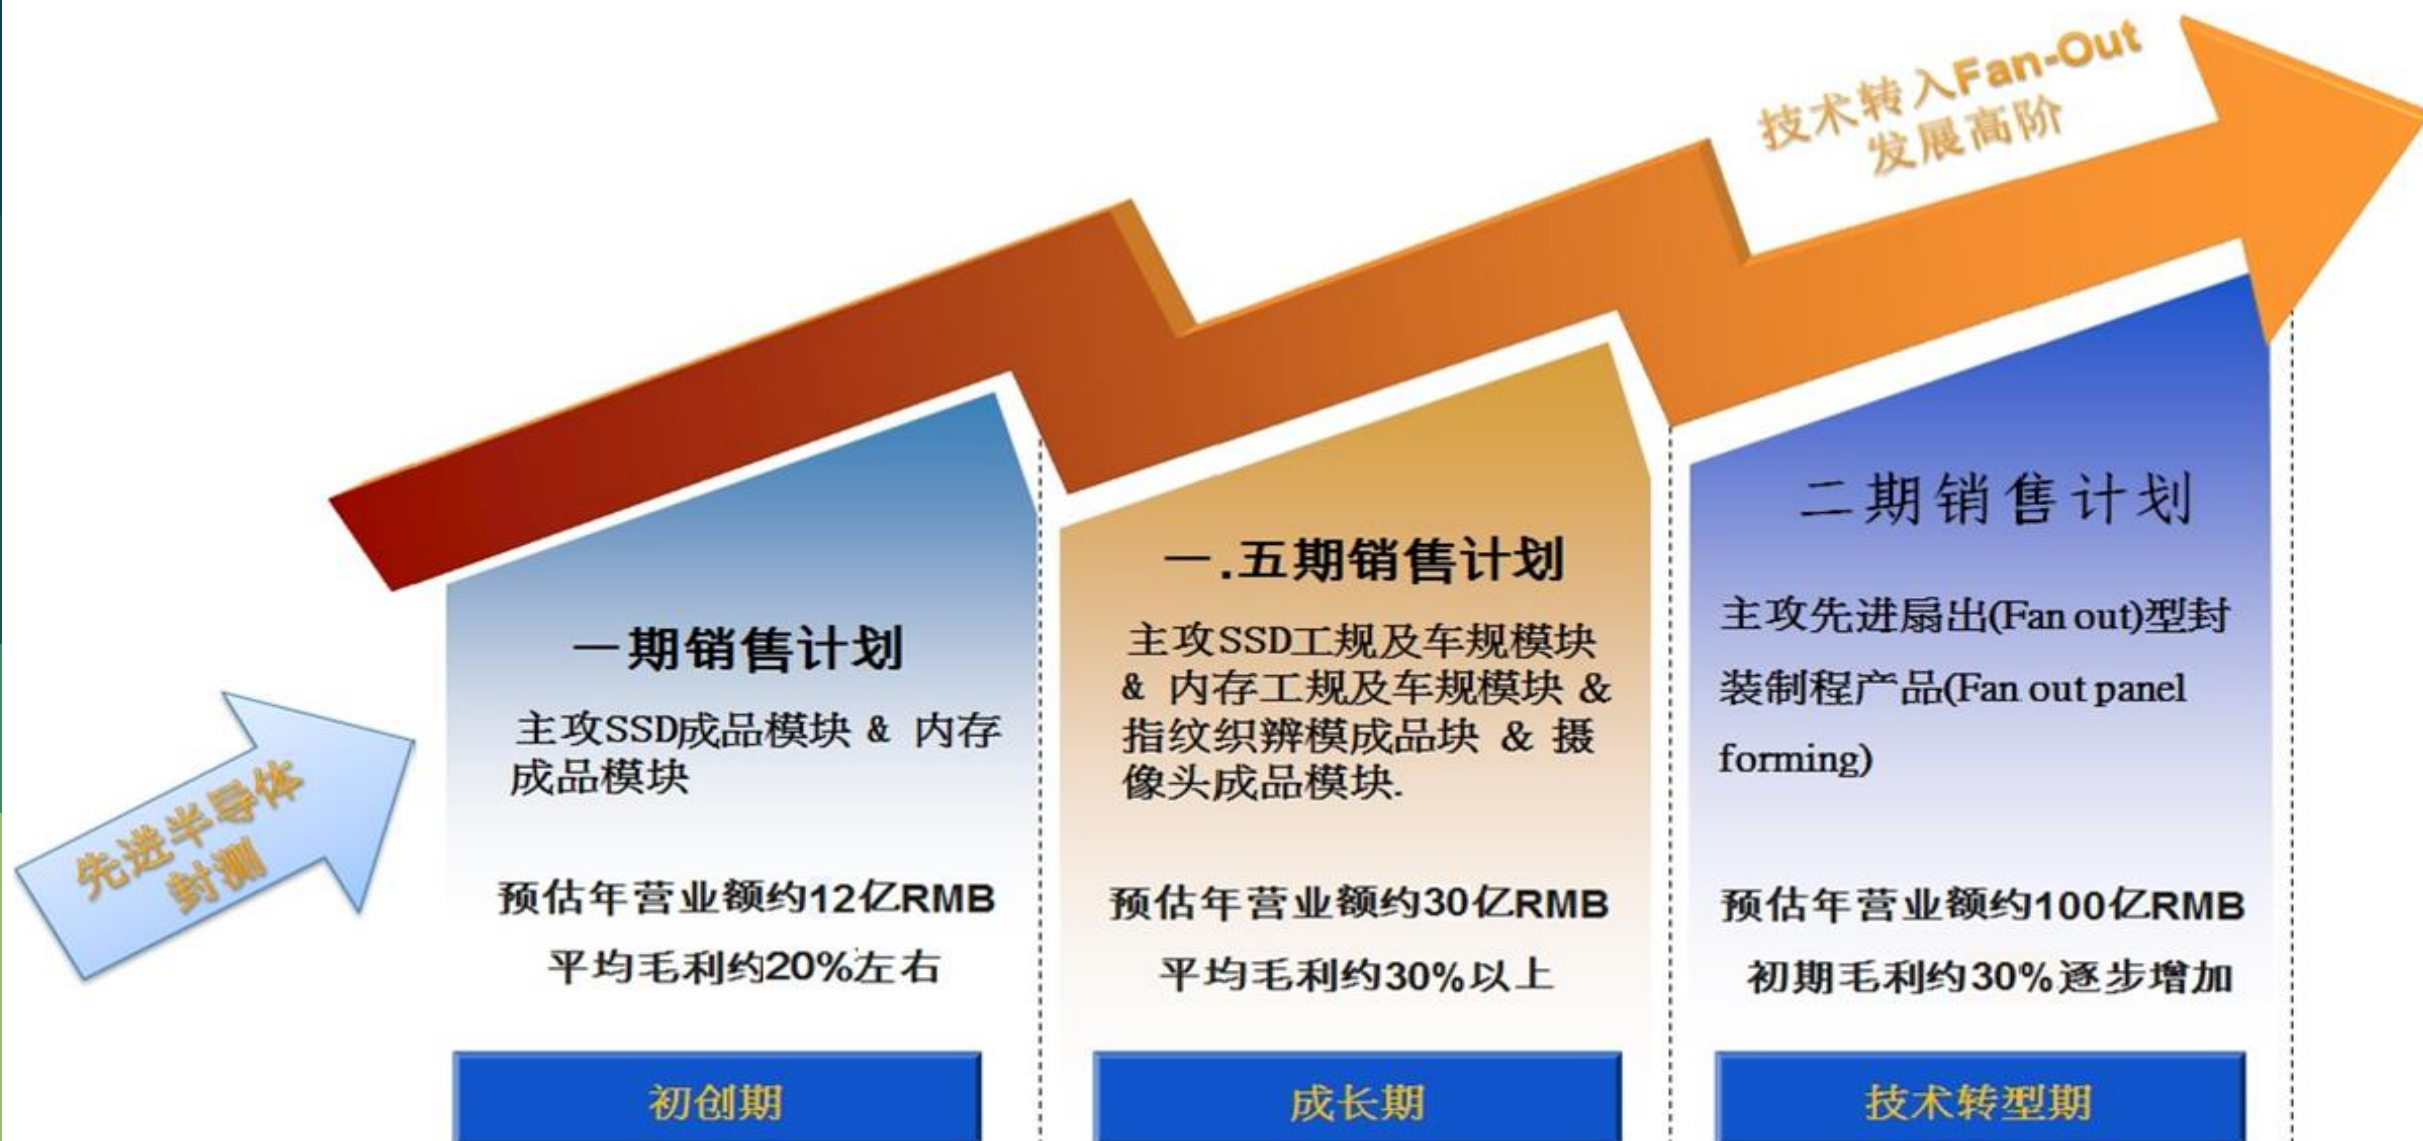 技术转入Fan-Out
发展高阶
先进半导体
封测
一期销售计划
主攻SSD成品模块 & 内存
成品模块
预估年营业额约12亿RMB
平均毛利约20%左右
初创期
一.五期销售计划
主攻SSD工规及车规模块
& 内存工规及车规模块 &
指纹织辨模成品块 & 摄
像头成品模块.
预估年营业额约30亿RMB
平均毛利约30%以上
成长期
二期销售计划
主攻先进扇出(Fan out)型封
装制程产品(Fan out panel
forming)
预估年营业额约100亿RMB
初期毛利约30%逐步增加
技术转型期